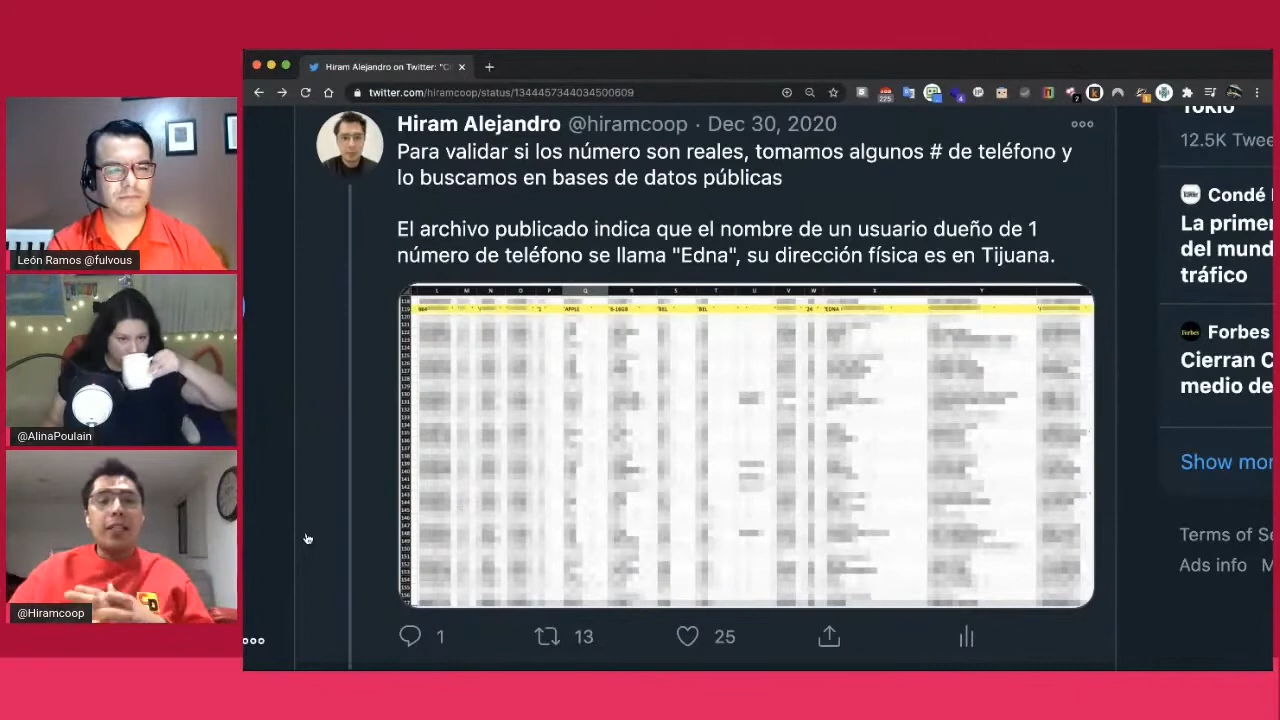 Hiram Alejandro on Twitter: "C
twitter.com/hiramcoop/status/1344457344034500609
225
Hiram Alejandro @hiramcoop · Dec 30, 2020
Para validar si los número son reales, tomamos algunos # de teléfono y
lo buscamos en bases de datos públicas
El archivo publicado indica que el nombre de un usuario dueño de 1
número de teléfono se llama "Edna", su dirección física es en Tijuana.
L M N O P Q R S T U V W X Y
APPLE 24 EDNA
1 13 25
Tokio
12.5K Twee
Condé
La primer
del mund
tráfico
Forbes
Cierran C
medio de
Show mor
Terms of Se
Ads info M
León Ramos @fulvous
@AlinaPoulain
@Hiramcoop